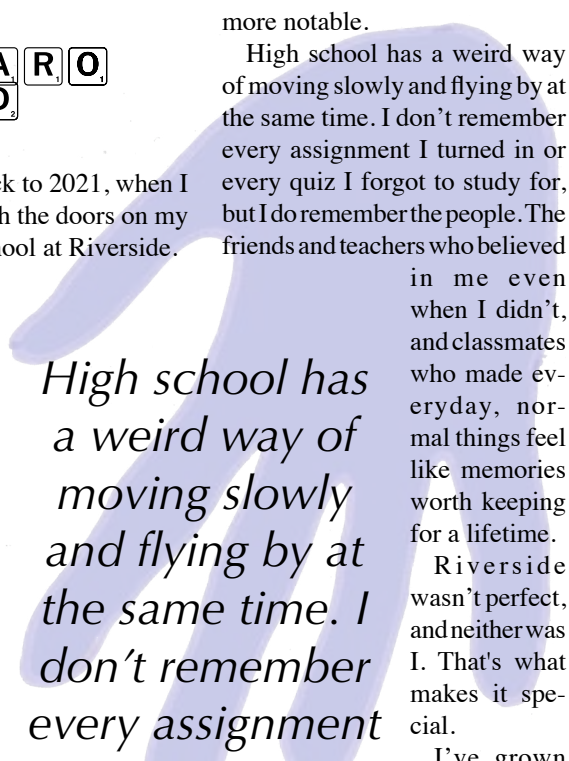 ARO
ck to 2021, when I
h the doors on my
ool at Riverside.
High school has
a weird way of
moving slowly
and flying by at
the same time. I
don’t remember
every assignment
more notable.
High school has a weird way
of moving slowly and flying by at
the same time. I don’t remember
every assignment I turned in or
every quiz I forgot to study for,
but I do remember the people. The
friends and teachers who believed
in me even
when I didn’t,
and classmates
who made ev-
eryday, nor-
mal things feel
like memories
worth keeping
for a lifetime.
Riverside
wasn’t perfect,
and neither was
I. That's what
makes it spe-
cial.
I’ve grown